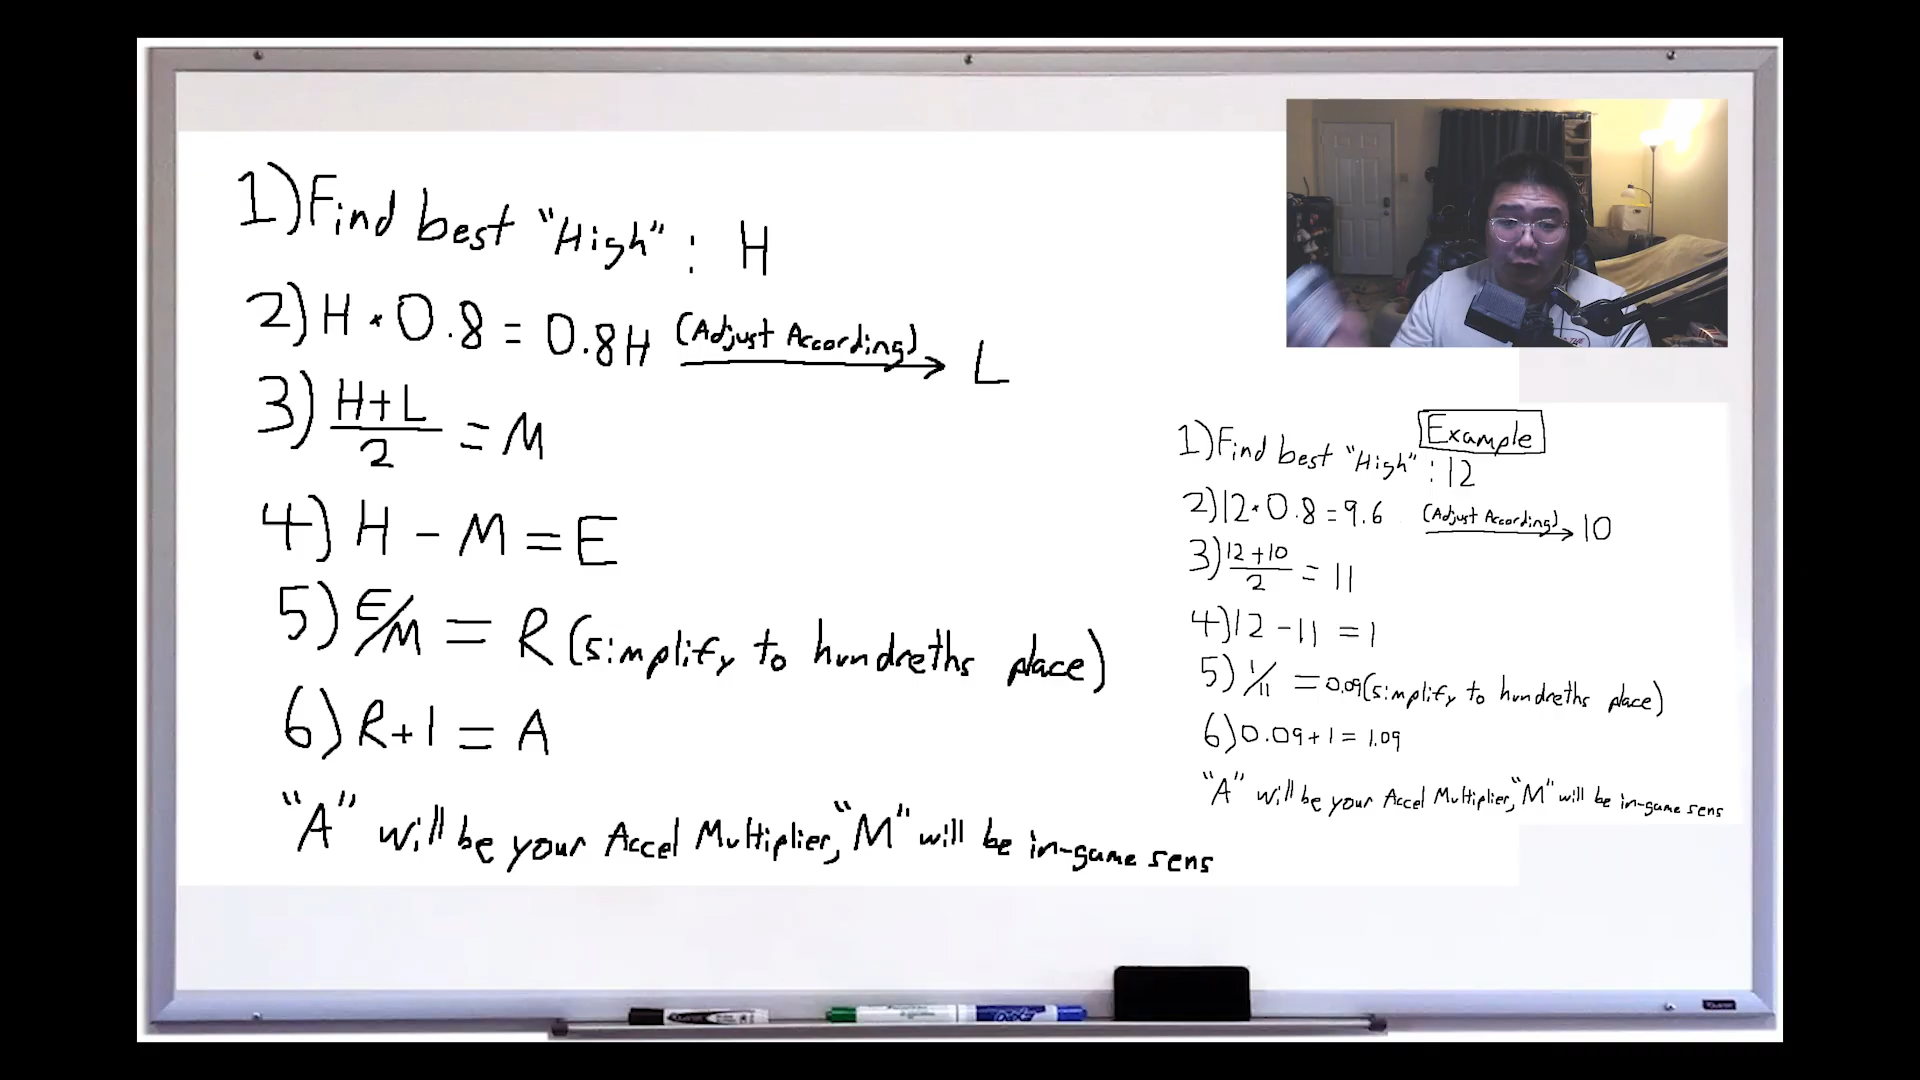 1) Find best "High" : H
2) H • 0.8 = 0.8H (Adjust According) → L
3) H+L/2 = M
4) H - M = E
5) E/M = R (simplify to hundreths place)
6) R+1 = A
"A" will be your Accel Multiplier, "M" will be in-game sens
Example
1) Find best "High" : 12
2) 12 • 0.8 = 9.6 (Adjust According) → 10
3) 12+10/2 = 11
4) 12 - 11 = 1
5) 1/11 = 0.09 (simplify to hundreths place)
6) 0.09 + 1 = 1.09
"A" will be your Accel Multiplier, "M" will be in-game sens